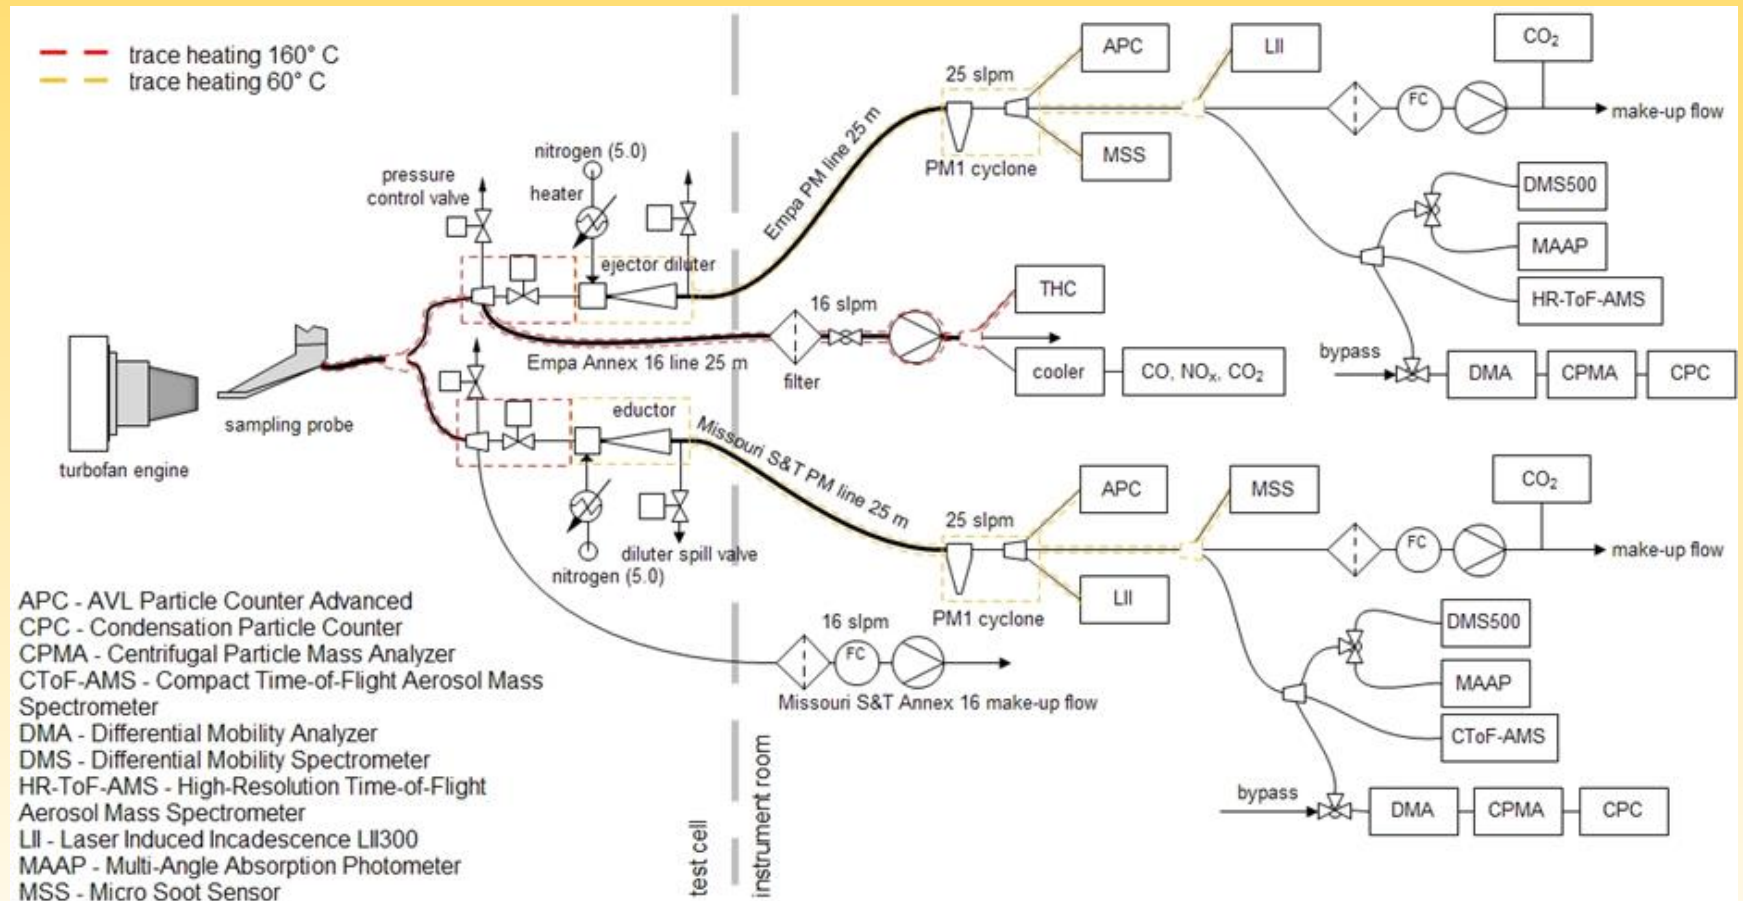 trace heating 160° C
trace heating 60° C
APC
LII
CO₂
25 slpm
FC
make-up flow
MSS
PM1 cyclone
Empa PM line 25 m
nitrogen (5.0)
pressure
control valve
heater
ejector diluter
DMS500
MAAP
HR-ToF-AMS
bypass
DMA
CPMA
CPC
16 slpm
THC
Empa Annex 16 line 25 m
filter
cooler
CO, NOₓ, CO₂
sampling probe
turbofan engine
eductor
Missouri S&T PM line 25 m
diluter spill valve
nitrogen (5.0)
APC
MSS
CO₂
25 slpm
FC
make-up flow
LII
PM1 cyclone
16 slpm
FC
Missouri S&T Annex 16 make-up flow
DMS500
MAAP
CToF-AMS
bypass
DMA
CPMA
CPC
test cell
instrument room
APC - AVL Particle Counter Advanced
CPC - Condensation Particle Counter
CPMA - Centrifugal Particle Mass Analyzer
CToF-AMS - Compact Time-of-Flight Aerosol Mass
Spectrometer
DMA - Differential Mobility Analyzer
DMS - Differential Mobility Spectrometer
HR-ToF-AMS - High-Resolution Time-of-Flight
Aerosol Mass Spectrometer
LII - Laser Induced Incadescence LII300
MAAP - Multi-Angle Absorption Photometer
MSS - Micro Soot Sensor